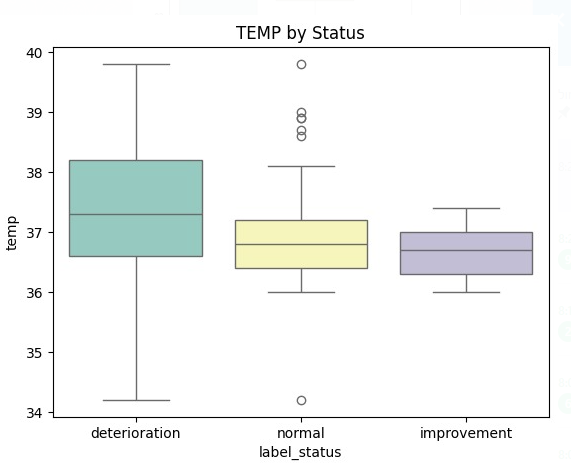 TEMP by Status
40
39
38
37
36
35
34
temp
deterioration
normal
improvement
label_status